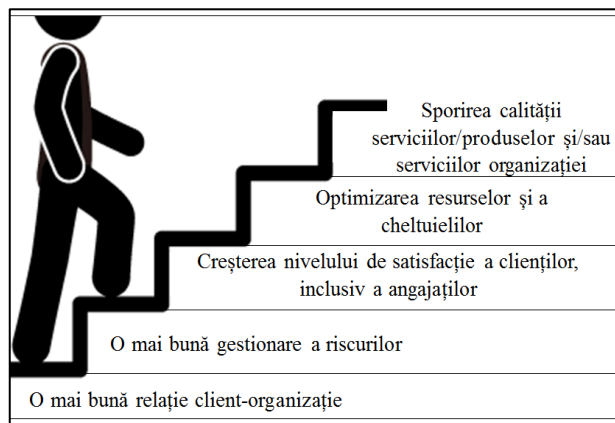 Sporirea calității
serviciilor/produselor și/sau
serviciilor organizației
Optimizarea resurselor și a
cheltuielilor
Creșterea nivelului de satisfacție a clienților,
inclusiv a angajaților
O mai bună gestionare a riscurilor
O mai bună relație client-organizație